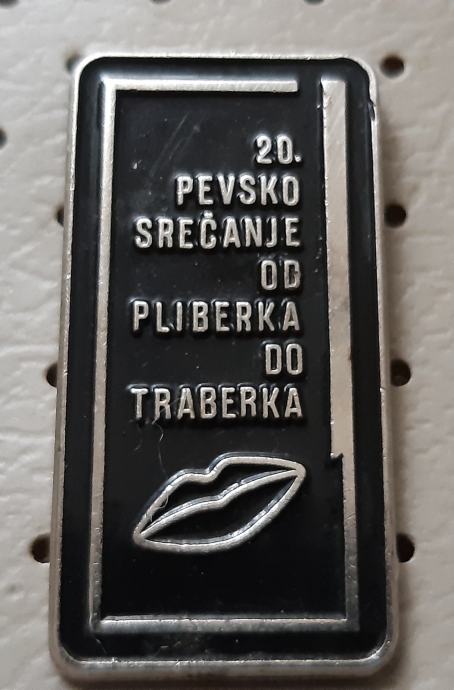 20.
PEVSKO
SREČANJE
OD
PLIBERKA
DO
TRABERKA